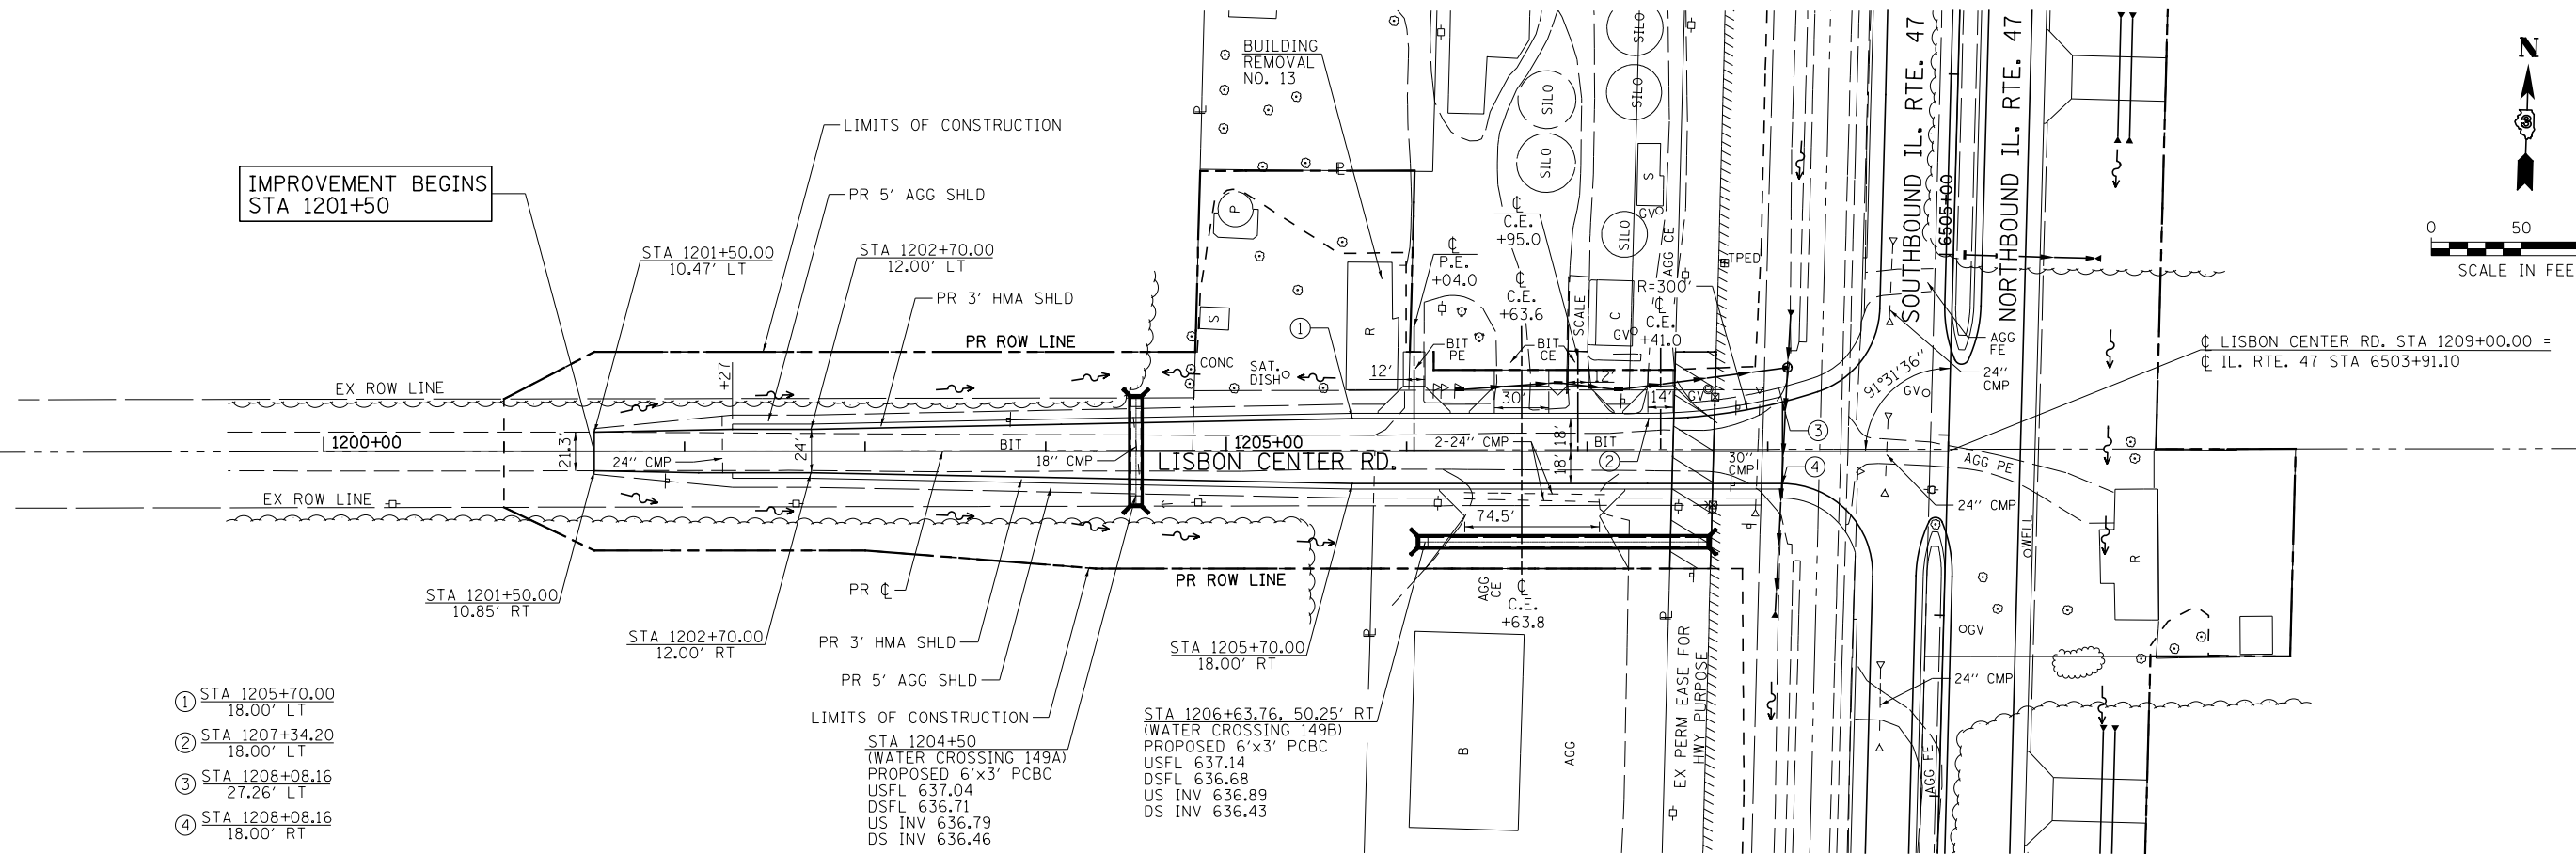 BUILDING
REMOVAL
NO. 13
LIMITS OF CONSTRUCTION
IMPROVEMENT BEGINS
STA 1201+50
PR 5' AGG SHLD
STA 1201+50.00
10.47' LT
STA 1202+70.00
12.00' LT
PR 3' HMA SHLD
PR ROW LINE
EX ROW LINE
+27
1200+00
21.3'
24'
24" CMP
BIT
18" CMP
LISBON CENTER RD.
1205+00
2-24" CMP
BIT
EX ROW LINE
STA 1201+50.00
10.85' RT
STA 1202+70.00
12.00' RT
PR ℄
PR 3' HMA SHLD
PR 5' AGG SHLD
LIMITS OF CONSTRUCTION
PR ROW LINE
STA 1205+70.00
18.00' RT
STA 1204+50
(WATER CROSSING 149A)
PROPOSED 6'x3' PCBC
USFL 637.04
DSFL 636.71
US INV 636.79
DS INV 636.46
STA 1206+63.76, 50.25' RT
(WATER CROSSING 149B)
PROPOSED 6'x3' PCBC
USFL 637.14
DSFL 636.68
US INV 636.89
DS INV 636.43
1 STA 1205+70.00
18.00' LT
2 STA 1207+34.20
18.00' LT
3 STA 1208+08.16
27.26' LT
4 STA 1208+08.16
18.00' RT
P
S
CONC
SAT.
DISH
R
1
12'
BIT
PE
℄
P.E.
+04.0
℄
C.E.
+95.0
℄
C.E.
+63.6
BIT
CE
SCALE
12'
30'
14'
C
GV
S
GV
SILO
SILO
SILO
SILO
SILO
AGG CE
R=300'
℄
C.E.
+41.0
GV
TPED
18'
18'
2
30"
CMP
3
4
74.5'
AGG
CE
℄
C.E.
+63.8
B
AGG
EX PERM EASE FOR
HWY PURPOSE
SOUTHBOUND IL. RTE. 47
6505+00
NORTHBOUND IL. RTE. 47
AGG
FE
24"
CMP
GV
91°31'36"
AGG PE
24" CMP
WELL
GV
24" CMP
AGG FE
R
℄ LISBON CENTER RD. STA 1209+00.00 =
℄ IL. RTE. 47 STA 6503+91.10
N
3
0 50
SCALE IN FEE